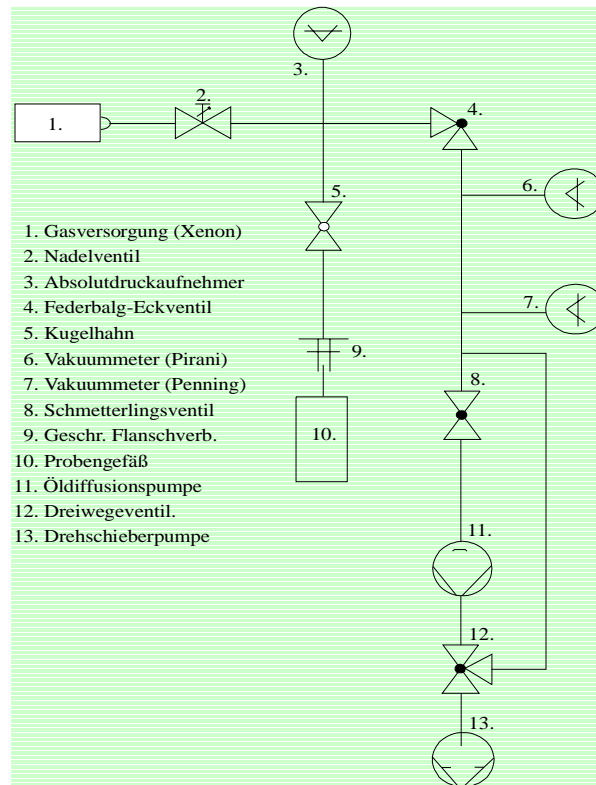 3.
2.
1.
4.
5.
6.
1. Gasversorgung (Xenon)
2. Nadelventil
3. Absolutdruckaufnehmer
4. Federbalg-Eckventil
5. Kugelhahn
6. Vakuummeter (Pirani)
7. Vakuummeter (Penning)
8. Schmetterlingsventil
9. Geschr. Flanschverb.
10. Probengefäß
11. Öldiffusionspumpe
12. Dreiwegeventil.
13. Drehschieberpumpe
7.
9.
8.
10.
11.
12.
13.